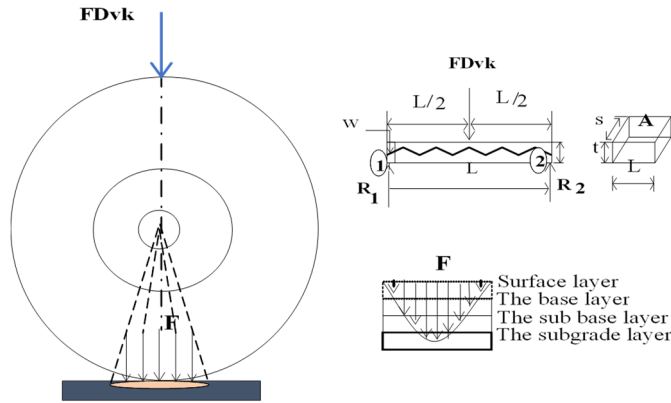 FDvk
F
FDvk
L/2
L/2
W
1
2
L
R1
R2
s
A
t
L
F
Surface layer
The base layer
The sub base layer
The subgrade layer